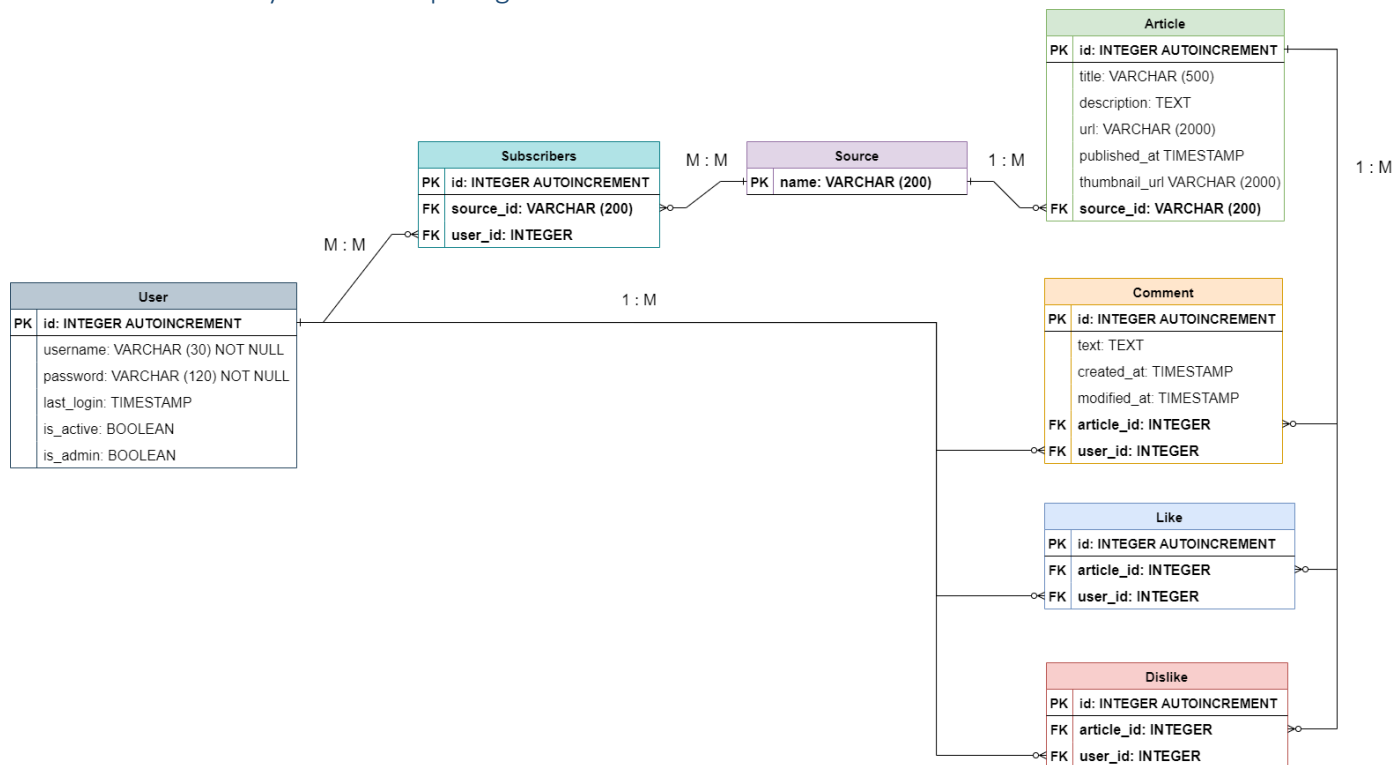 Article
PK id: INTEGER AUTOINCREMENT
title: VARCHAR (500)
description: TEXT
url: VARCHAR (2000)
published_at TIMESTAMP
thumbnail_url VARCHAR (2000)
FK source_id: VARCHAR (200)
1 : M
Subscribers
PK id: INTEGER AUTOINCREMENT
FK source_id: VARCHAR (200)
FK user_id: INTEGER
M : M
Source
PK name: VARCHAR (200)
1 : M
M : M
User
PK id: INTEGER AUTOINCREMENT
username: VARCHAR (30) NOT NULL
password: VARCHAR (120) NOT NULL
last_login: TIMESTAMP
is_active: BOOLEAN
is_admin: BOOLEAN
1 : M
Comment
PK id: INTEGER AUTOINCREMENT
text: TEXT
created_at: TIMESTAMP
modified_at: TIMESTAMP
FK article_id: INTEGER
FK user_id: INTEGER
Like
PK id: INTEGER AUTOINCREMENT
FK article_id: INTEGER
FK user_id: INTEGER
Dislike
PK id: INTEGER AUTOINCREMENT
FK article_id: INTEGER
FK user_id: INTEGER